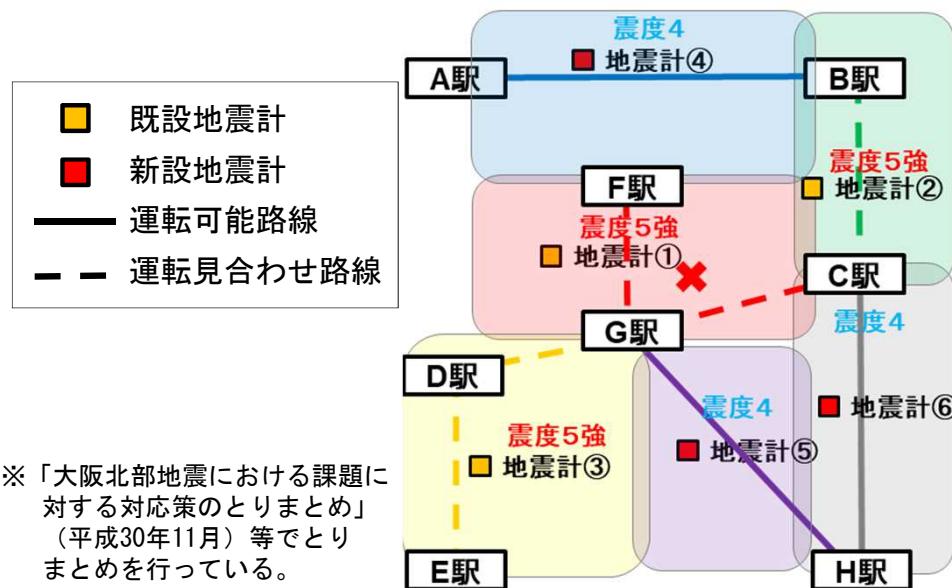 既設地震計
新設地震計
運転可能路線
運転見合わせ路線
※「大阪北部地震における課題に
対する対応策のとりまとめ」
（平成30年11月）等でとり
まとめを行っている。
震度4
地震計④
A駅
B駅
震度5強
地震計②
F駅
震度5強
地震計①
C駅
震度4
G駅
D駅
震度4
地震計⑥
震度5強
地震計③
地震計⑤
E駅
H駅